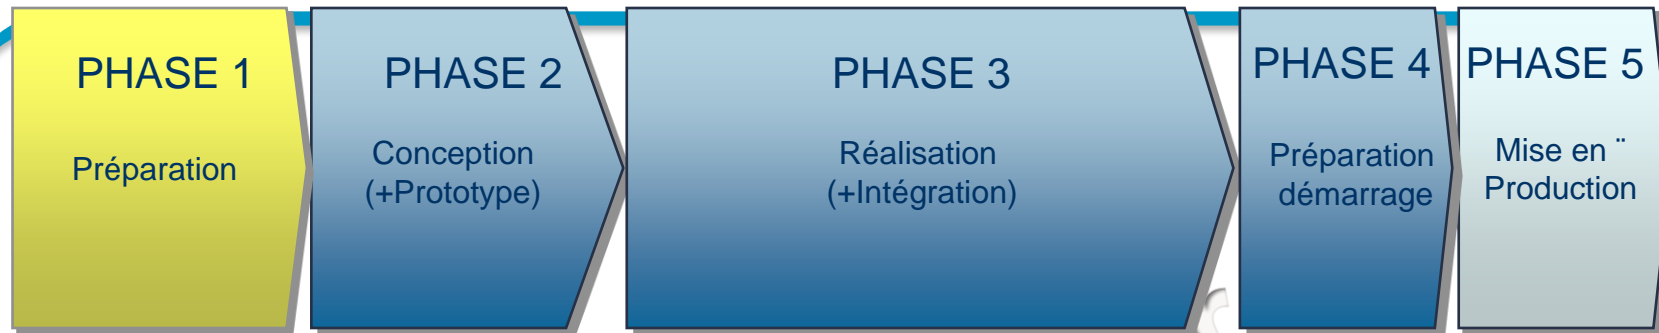 PHASE 1
Préparation
PHASE 2
Conception
(+Prototype)
PHASE 3
Réalisation
(+Intégration)
PHASE 4
Préparation
démarrage
PHASE 5
Mise en ¨
Production